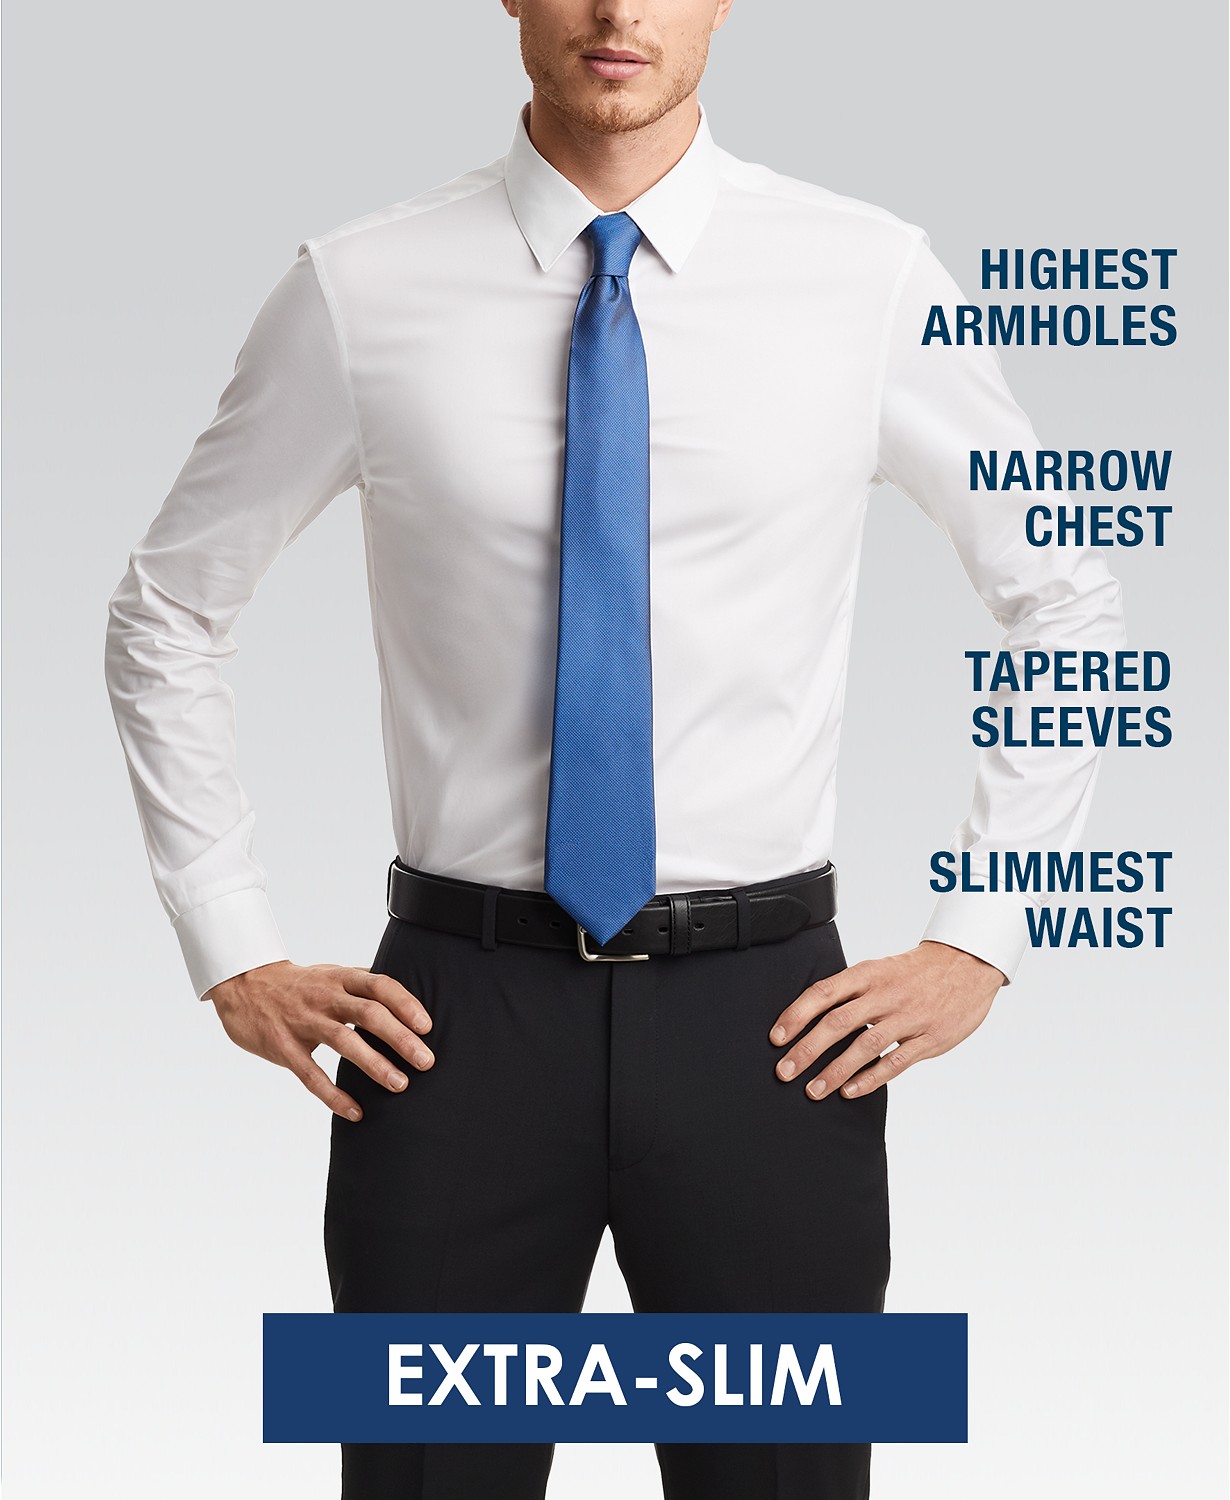 HIGHEST
ARMHOLES
NARROW
CHEST
TAPERED
SLEEVES
SLIMMEST
WAIST
EXTRA-SLIM